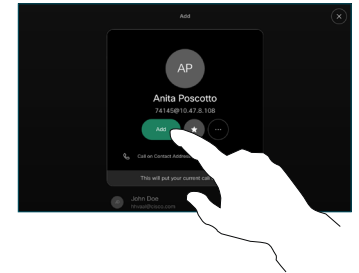 Add
AP
Anita Poscotto
74145@10.47.8.108
Add
Call on Contact Address
This will put your current call
John Doe